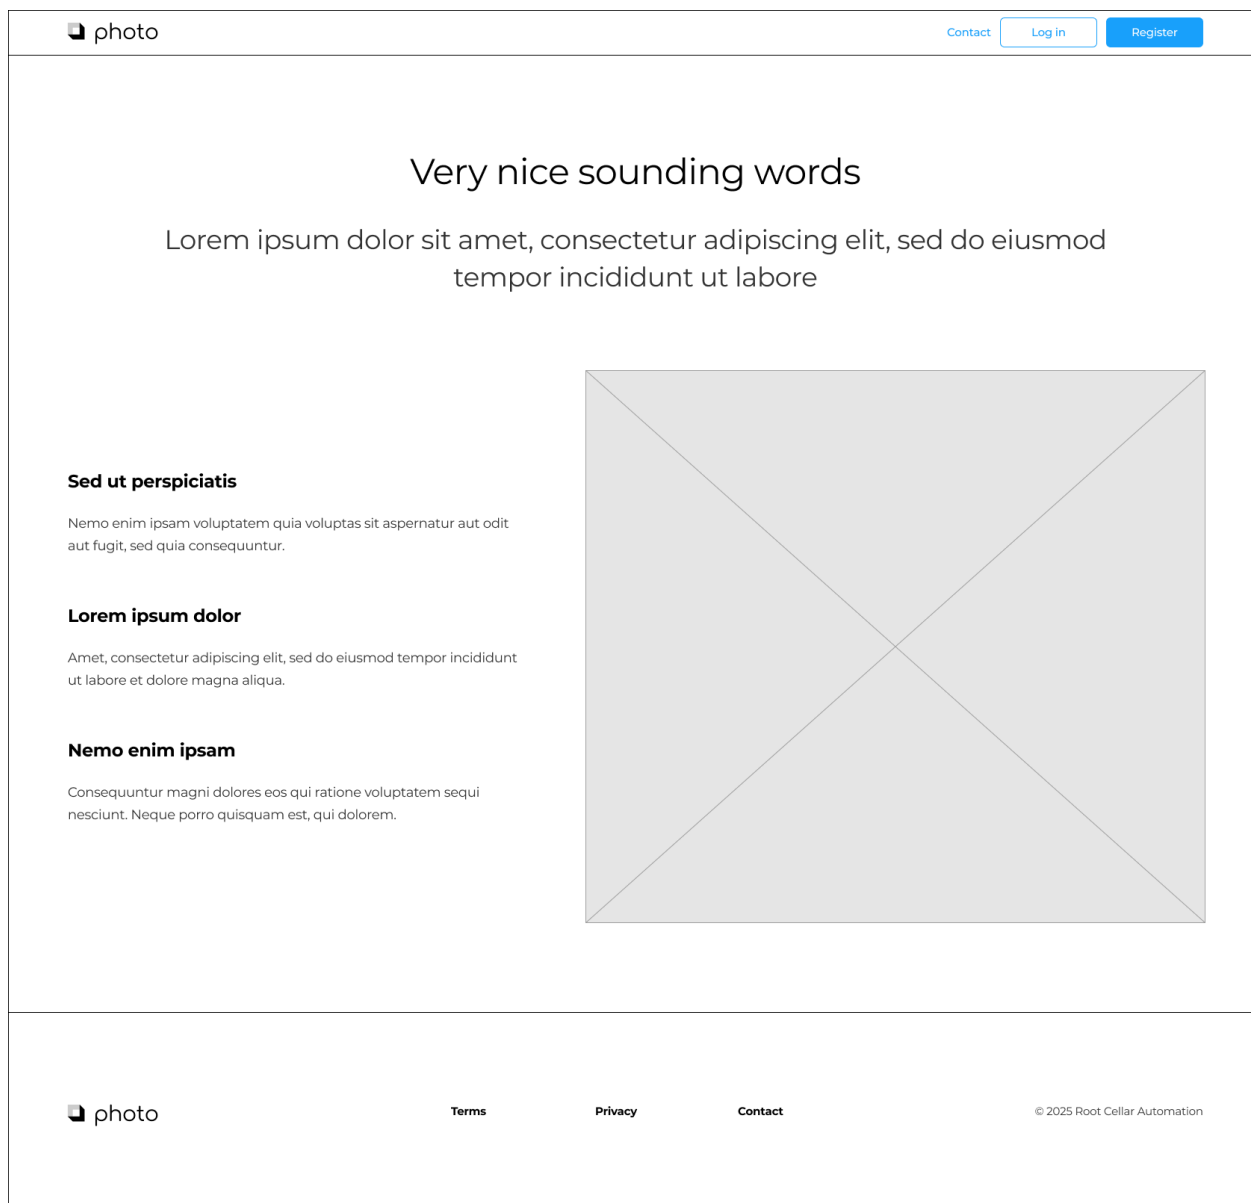 photo
Contact
Log in
Register
Very nice sounding words
Lorem ipsum dolor sit amet, consectetur adipiscing elit, sed do eiusmod
tempor incididunt ut labore
Sed ut perspiciatis
Nemo enim ipsam voluptatem quia voluptas sit aspernatur aut odit
aut fugit, sed quia consequuntur.
Lorem ipsum dolor
Amet, consectetur adipiscing elit, sed do eiusmod tempor incididunt
ut labore et dolore magna aliqua.
Nemo enim ipsam
Consequuntur magni dolores eos qui ratione voluptatem sequi
nesciunt. Neque porro quisquam est, qui dolorem.
photo
Terms
Privacy
Contact
© 2025 Root Cellar Automation